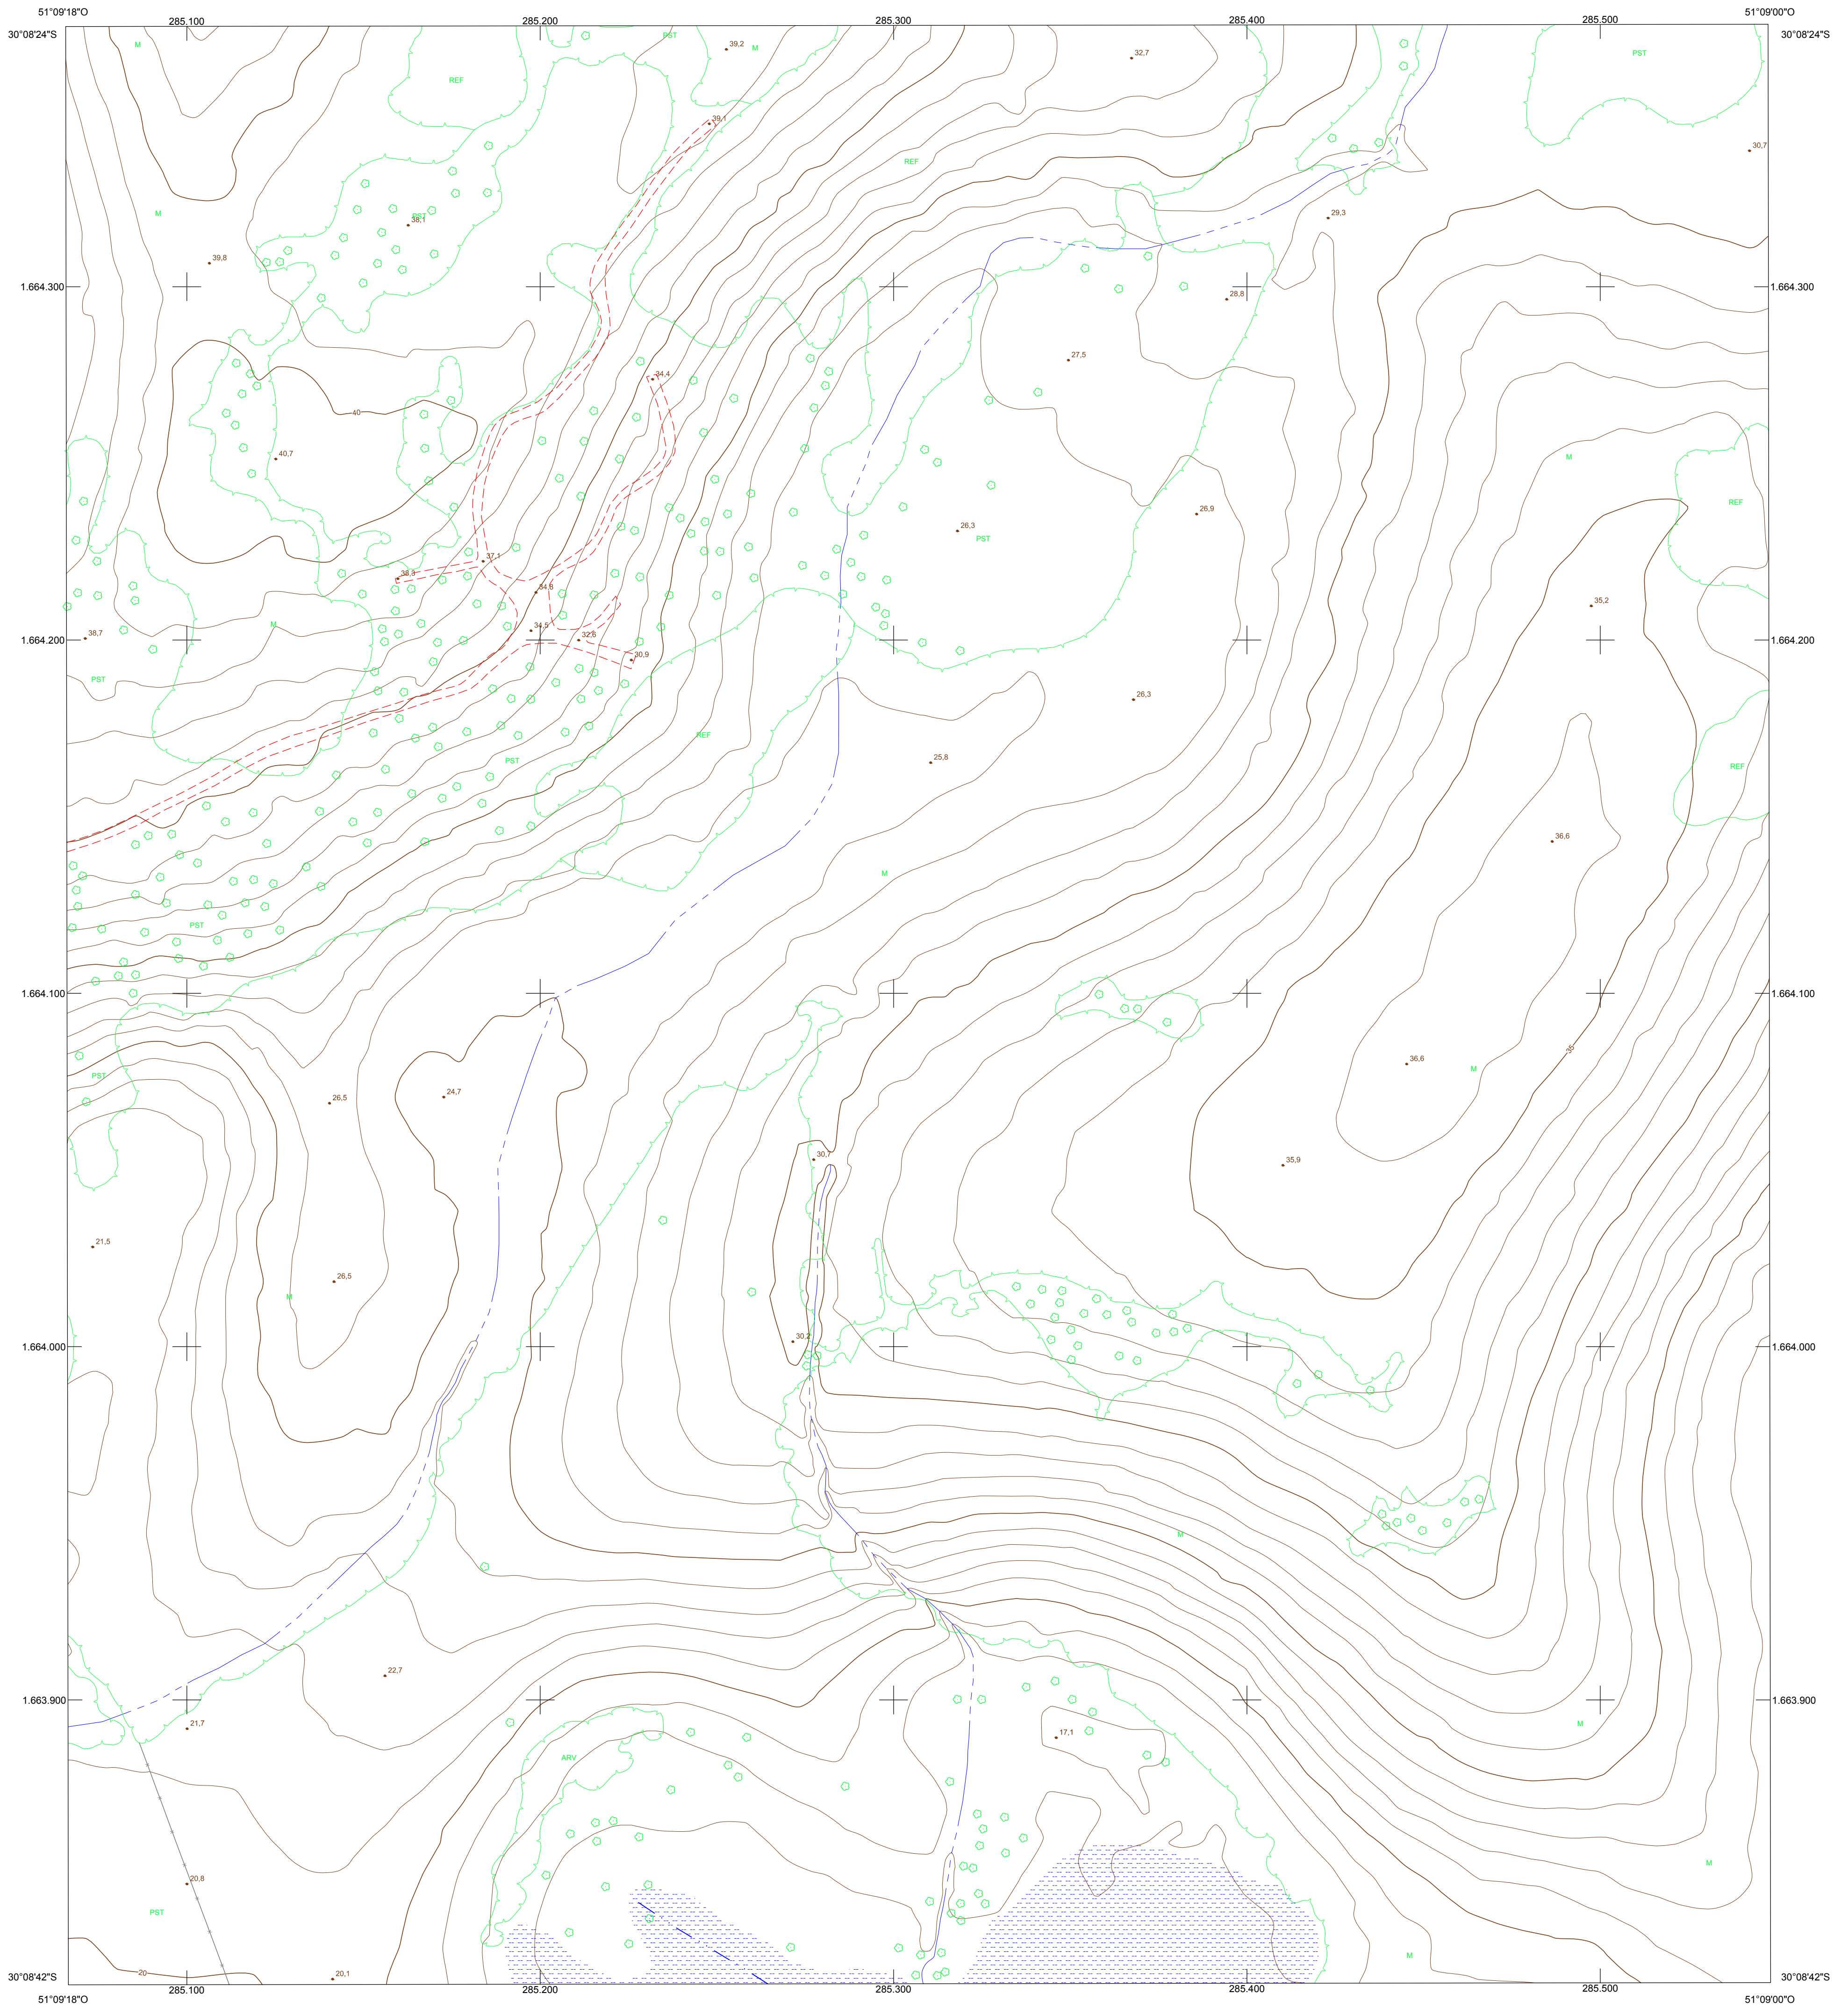 51°09'18"O
51°09'00"O
285.100
285.200
285.300
285.400
285.500
30°08'24"S
30°08'24"S
M
PST
39,2
M
32,7
PST
REF
39,1
30,7
REF
M
38,1
29,3
39,8
1.664.300
1.664.300
28,8
27,5
34,4
40
40,7
M
REF
26,9
26,3
PST
37,1
38,3
34,8
35,2
M
34,5
38,7
1.664.200
32,6
1.664.200
30,9
PST
26,3
REF
PST
25,8
REF
36,6
M
PST
1.664.100
1.664.100
35
36,6
M
PST
26,5
24,7
30,7
35,9
21,5
26,5
M
30,2
1.664.000
1.664.000
M
22,7
1.663.900
1.663.900
21,7
M
17,1
ARV
M
20,8
PST
M
20
20,1
30°08'42"S
30°08'42"S
285.100
285.200
285.300
285.400
285.500
51°09'18"O
51°09'00"O